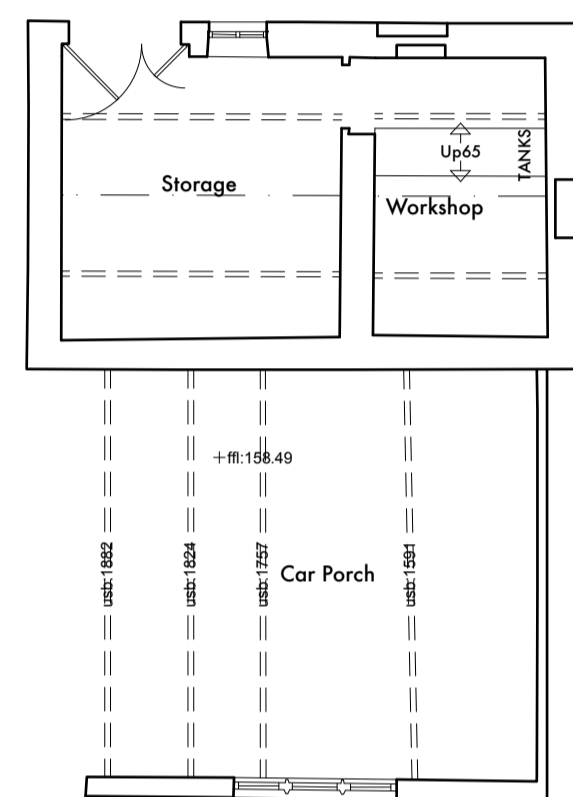 Up65
TANKS
Storage
Workshop
+ffl:158.49
usb:1882
usb:1824
usb:1757
Car Porch
usb:1591